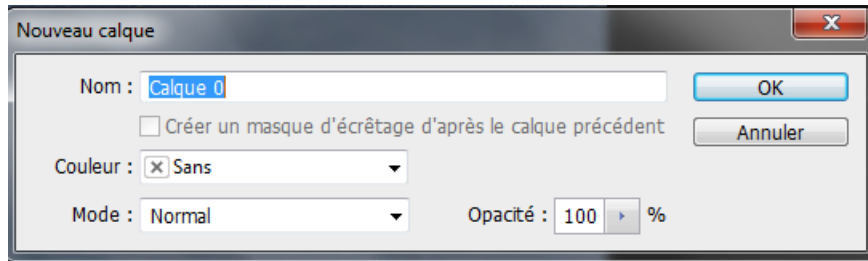 Nouveau calque
Nom : Calque 0 OK
Créer un masque d'écrêtage d'après le calque précédent Annuler
Couleur : Sans
Mode : Normal Opacité : 100 %